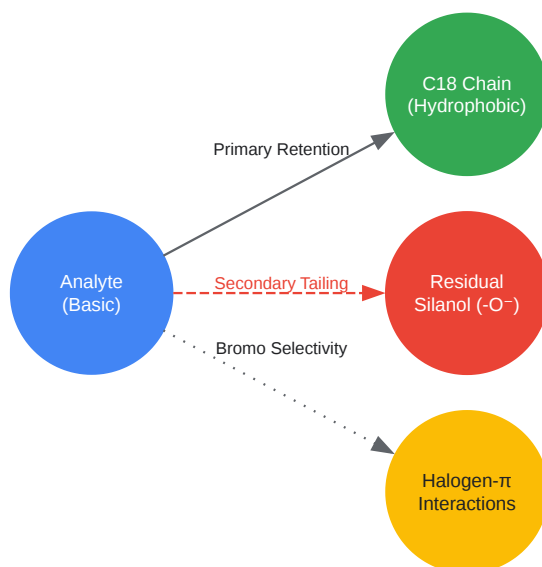 C18 Chain
(Hydrophobic)
Primary Retention
Analyte
(Basic)
Secondary Tailing
Residual
Silanol (-O⁻)
Bromo Selectivity
Halogen-π
Interactions